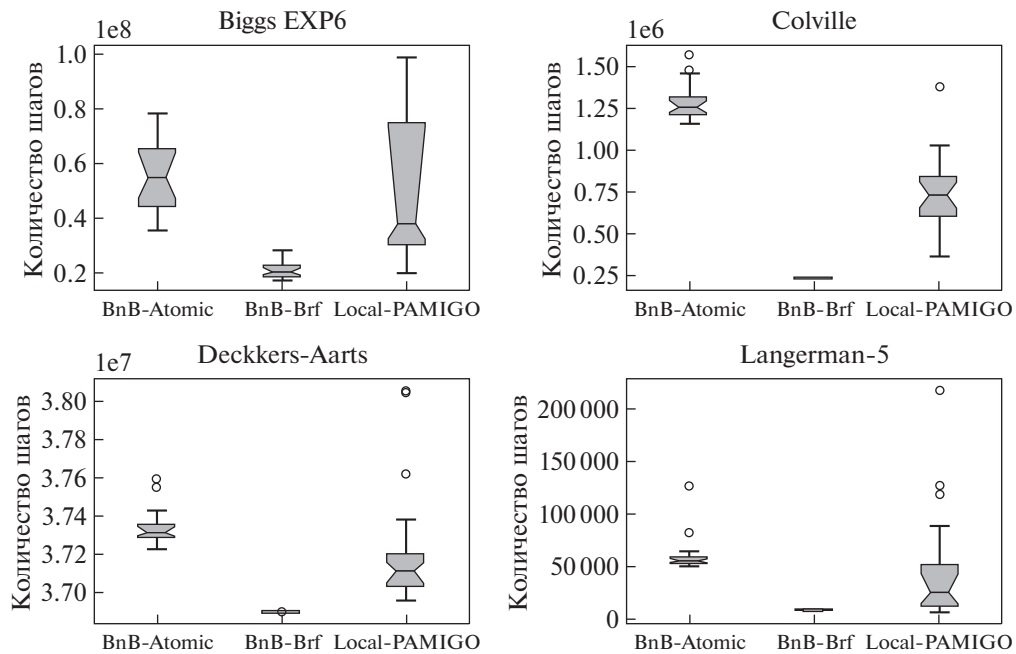 Biggs EXP6
1e8
Количество шагов
1.0
0.8
0.6
0.4
0.2
BnB-Atomic
BnB-Brf
Local-PAMIGO
Colville
1e6
Количество шагов
1.50
1.25
1.00
0.75
0.50
0.25
BnB-Atomic
BnB-Brf
Local-PAMIGO
Deckkers-Aarts
1e7
Количество шагов
3.80
3.78
3.76
3.74
3.72
3.70
BnB-Atomic
BnB-Brf
Local-PAMIGO
Langerman-5
Количество шагов
200 000
150 000
100 000
50 000
0
BnB-Atomic
BnB-Brf
Local-PAMIGO